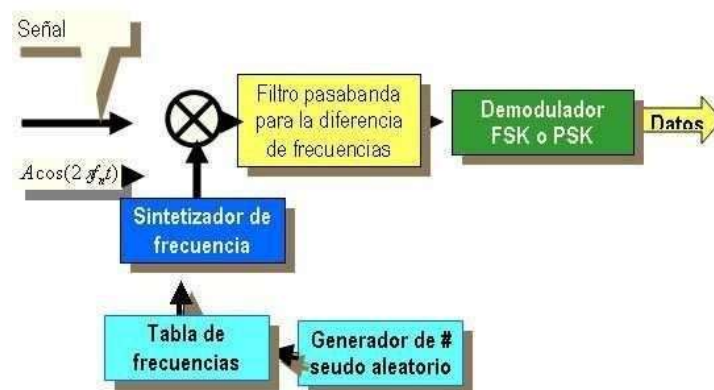 Señal
Filtro pasabanda
para la diferencia
de frecuencias
Demodulador
FSK o PSK
Datos
Acos(2πfₙt)
Sintetizador de
frecuencia
Tabla de
frecuencias
Generador de #
seudo aleatorio